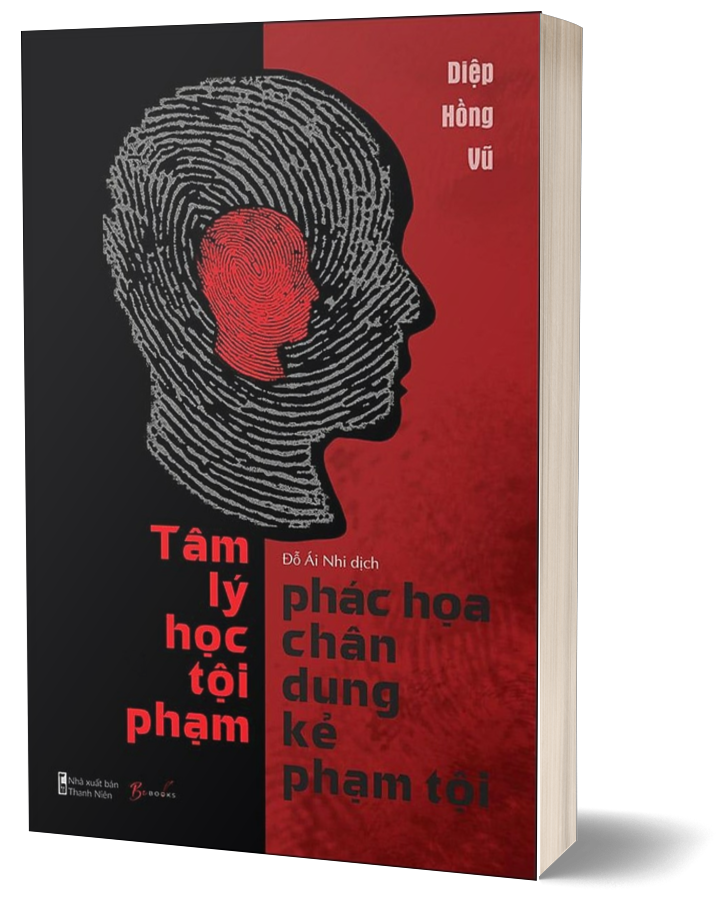 Diệp
Hồng
Vũ
Tâm
lý
học
tội
phạm
Đỗ Ái Nhi dịch
phác họa
chân
dung
kẻ
phạm tội
Nhà xuất bản
Thanh Niên
BẢZBOOKS